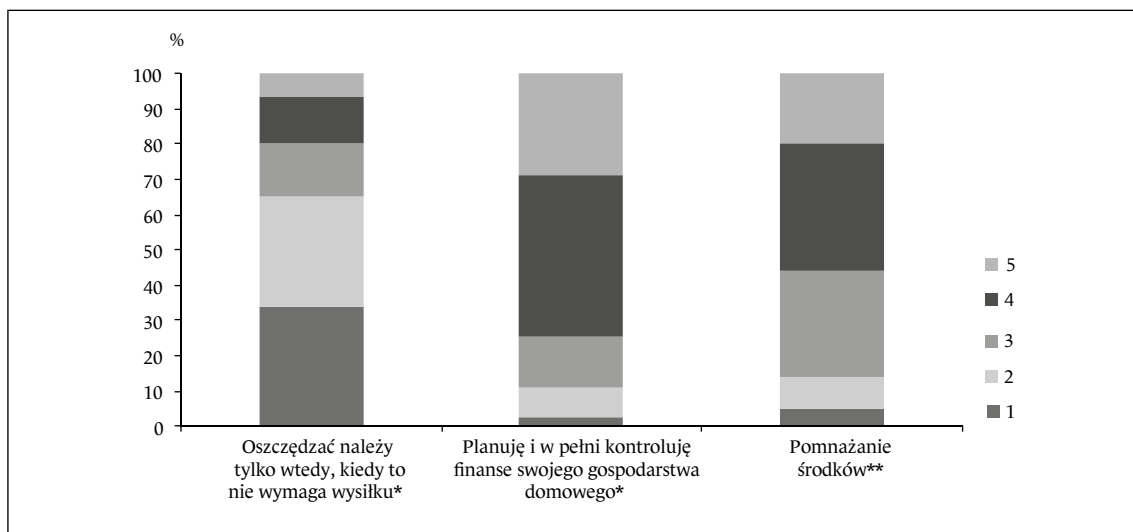 %
100
90
80
70
60
50
40
30
20
10
0
5
4
3
2
1
Oszczędzać należy
tylko wtedy, kiedy to
nie wymaga wysiłku*
Planuję i w pełni kontroluję
finanse swojego gospodarstwa
domowego*
Pomnażanie
środków**